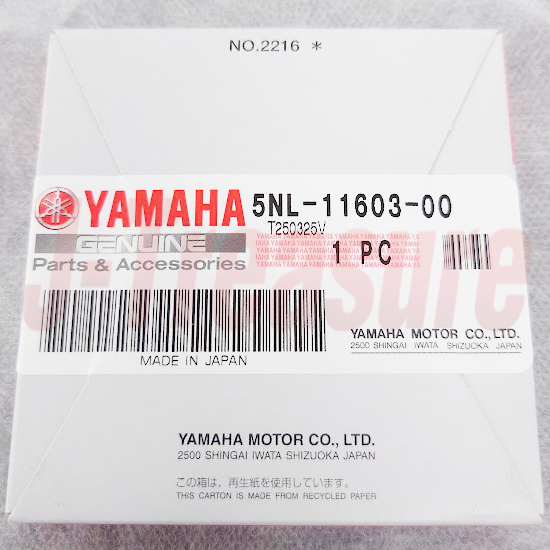 NO.2216 *
YAMAHA 5NL-11603-00
GENUINE T250325V
Parts & Accessories 1 PC
YAMAHA MOTOR CO., LTD.
2500 SHINGAI IWATA SHIZUOKA JAPAN
MADE IN JAPAN
J-Treasure
YAMAHA MOTOR CO., LTD.
2500 SHINGAI IWATA SHIZUOKA JAPAN
この箱は、再生紙を使用しています。
THIS CARTON IS MADE FROM RECYCLED PAPER